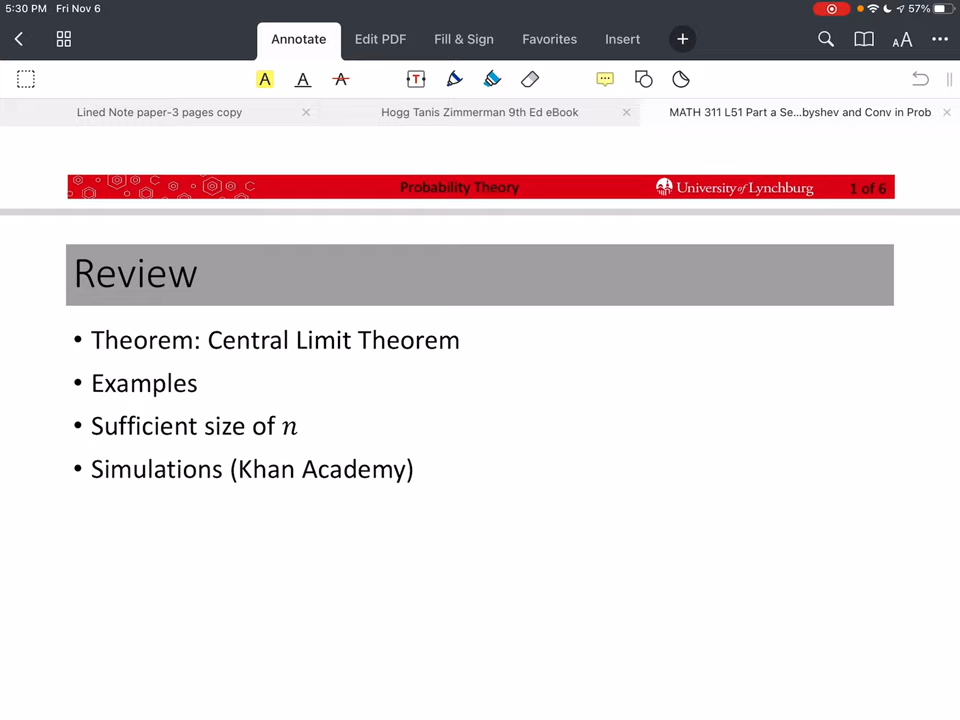 5:30 PM Fri Nov 6 57%
Annotate Edit PDF Fill & Sign Favorites Insert AA
A A A T
Lined Note paper-3 pages copy × Hogg Tanis Zimmerman 9th Ed eBook × MATH 311 L51 Part a Se...byshev and Conv in Prob ×
Probability Theory University of Lynchburg 1 of 6
Review
• Theorem: Central Limit Theorem
• Examples
• Sufficient size of n
• Simulations (Khan Academy)